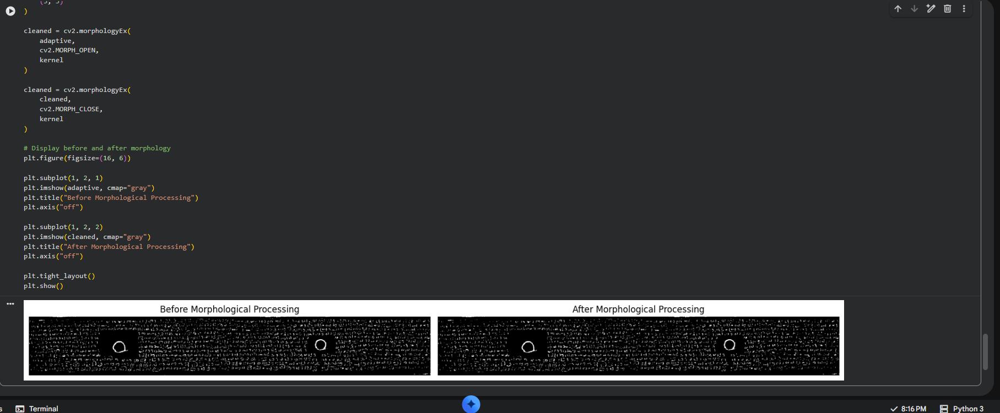 )
cleaned = cv2.morphologyEx(
adaptive,
cv2.MORPH_OPEN,
kernel
)
cleaned = cv2.morphologyEx(
cleaned,
cv2.MORPH_CLOSE,
kernel
)
# Display before and after morphology
plt.figure(figsize=(16, 6))
plt.subplot(1, 2, 1)
plt.imshow(adaptive, cmap="gray")
plt.title("Before Morphological Processing")
plt.axis("off")
plt.subplot(1, 2, 2)
plt.imshow(cleaned, cmap="gray")
plt.title("After Morphological Processing")
plt.axis("off")
plt.tight_layout()
plt.show()
Before Morphological Processing
After Morphological Processing
Terminal
8:16 PM
Python 3